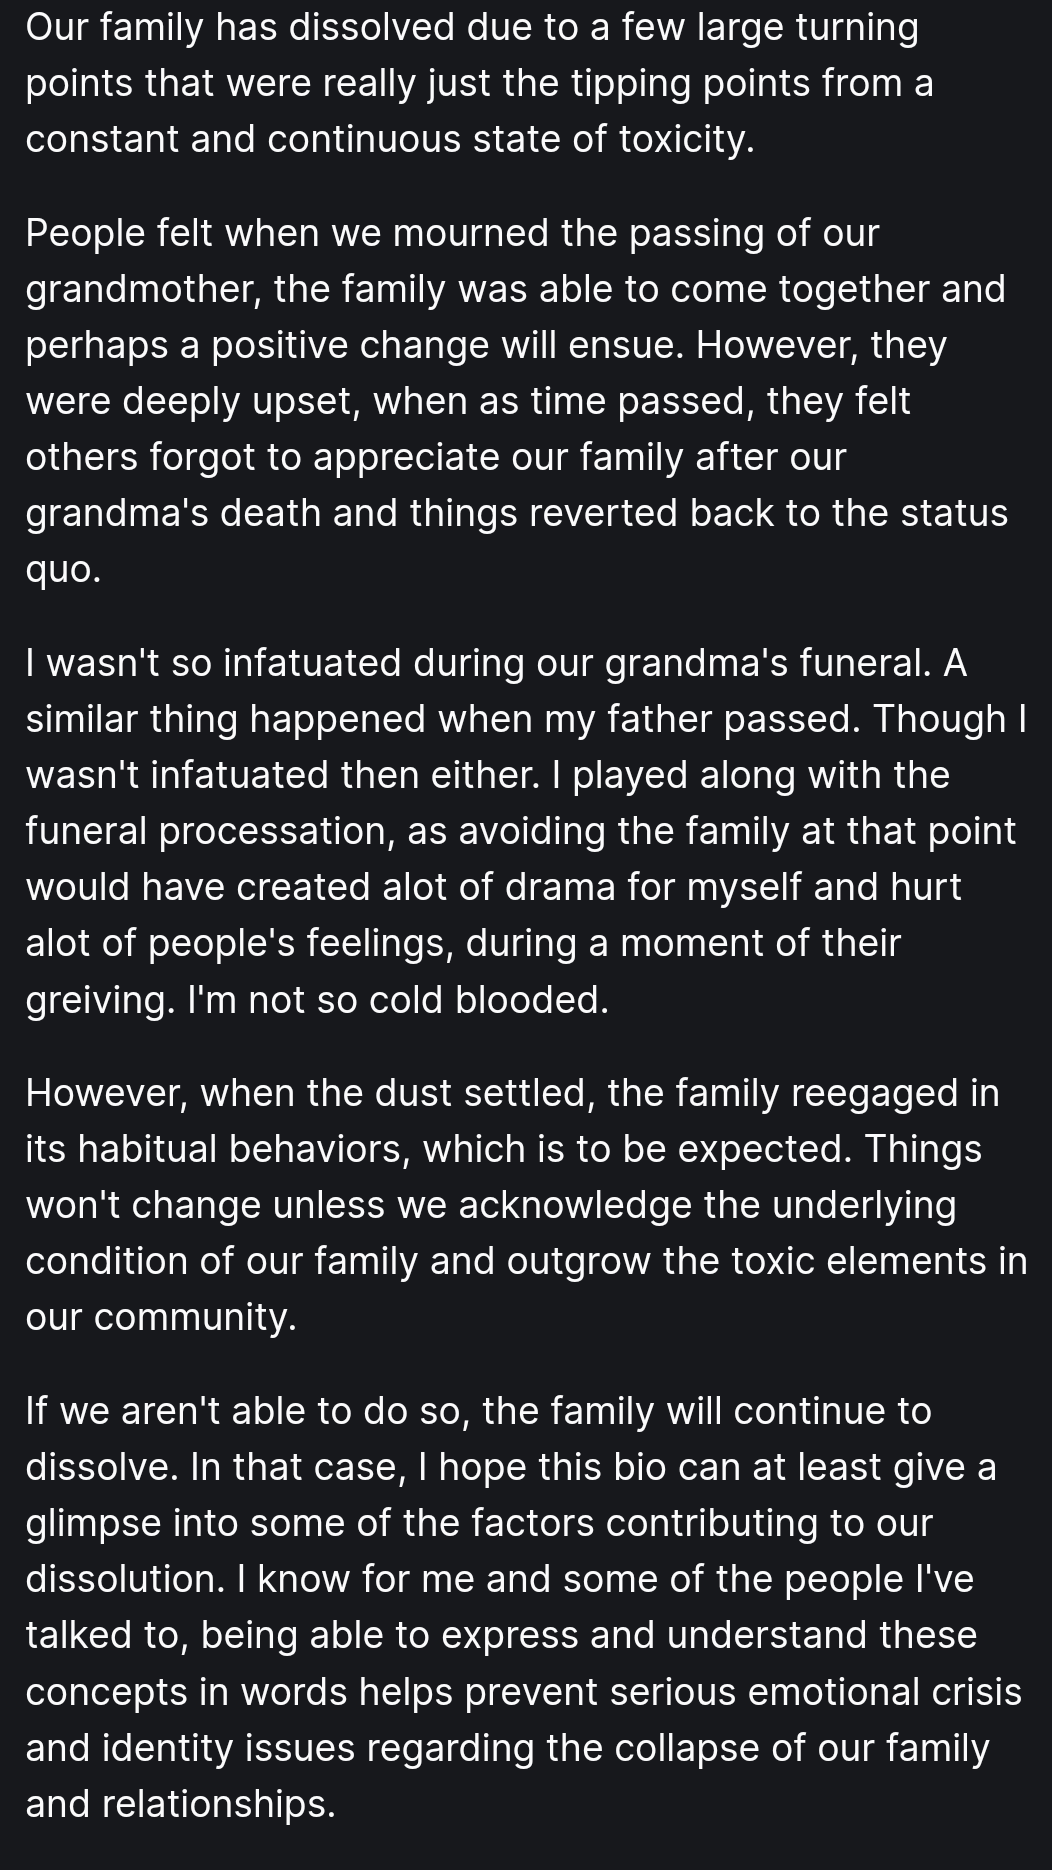 Our family has dissolved due to a few large turning
points that were really just the tipping points from a
constant and continuous state of toxicity.
People felt when we mourned the passing of our
grandmother, the family was able to come together and
perhaps a positive change will ensue. However, they
were deeply upset, when as time passed, they felt
others forgot to appreciate our family after our
grandma's death and things reverted back to the status
quo.
I wasn't so infatuated during our grandma's funeral. A
similar thing happened when my father passed. Though I
wasn't infatuated then either. I played along with the
funeral processation, as avoiding the family at that point
would have created alot of drama for myself and hurt
alot of people's feelings, during a moment of their
greiving. I'm not so cold blooded.
However, when the dust settled, the family reegaged in
its habitual behaviors, which is to be expected. Things
won't change unless we acknowledge the underlying
condition of our family and outgrow the toxic elements in
our community.
If we aren't able to do so, the family will continue to
dissolve. In that case, I hope this bio can at least give a
glimpse into some of the factors contributing to our
dissolution. I know for me and some of the people I've
talked to, being able to express and understand these
concepts in words helps prevent serious emotional crisis
and identity issues regarding the collapse of our family
and relationships.